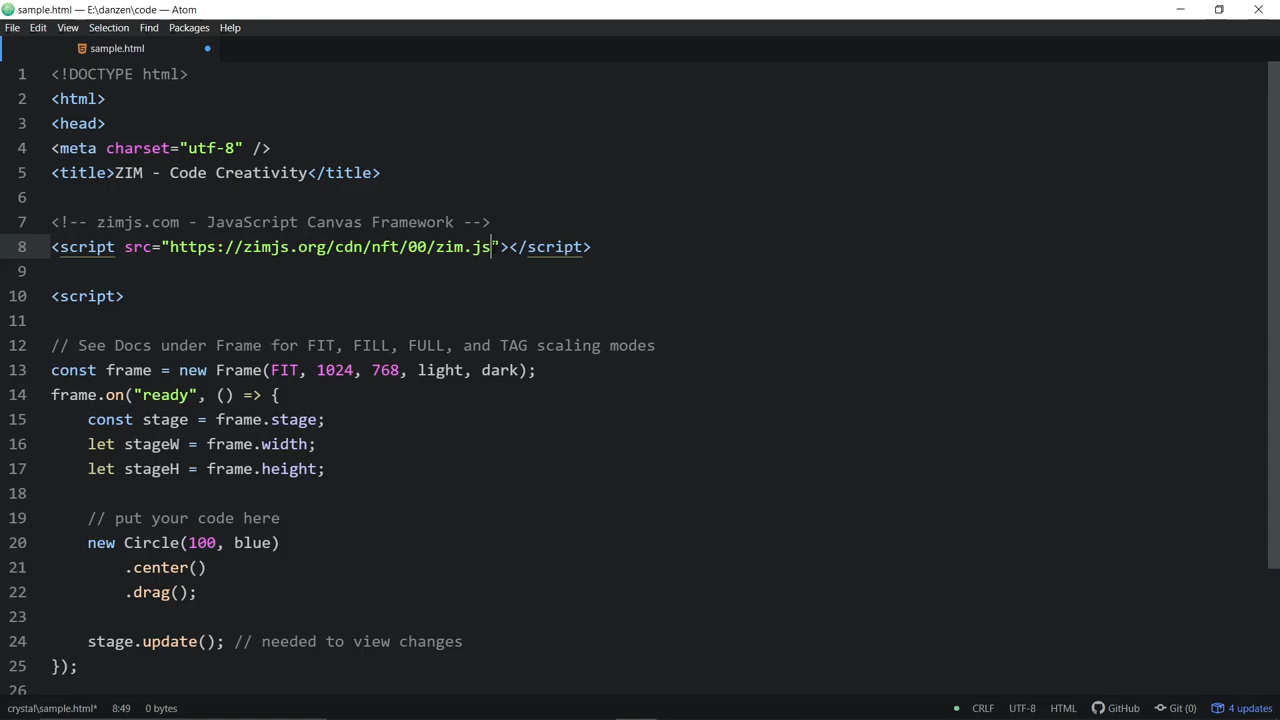 sample.html — E:\danzen\code — Atom
File Edit View Selection Find Packages Help
sample.html
1 <!DOCTYPE html>
2 <html>
3 <head>
4 <meta charset="utf-8" />
5 <title>ZIM - Code Creativity</title>
6
7 <!-- zimjs.com - JavaScript Canvas Framework -->
8 <script src="https://zimjs.org/cdn/nft/00/zim.js"></script>
9
10 <script>
11
12 // See Docs under Frame for FIT, FILL, FULL, and TAG scaling modes
13 const frame = new Frame(FIT, 1024, 768, light, dark);
14 frame.on("ready", () => {
15 const stage = frame.stage;
16 let stageW = frame.width;
17 let stageH = frame.height;
18
19 // put your code here
20 new Circle(100, blue)
21 .center()
22 .drag();
23
24 stage.update(); // needed to view changes
25 });
26
crystal\sample.html* 8:49 0 bytes CRLF UTF-8 HTML GitHub Git (0) 4 updates